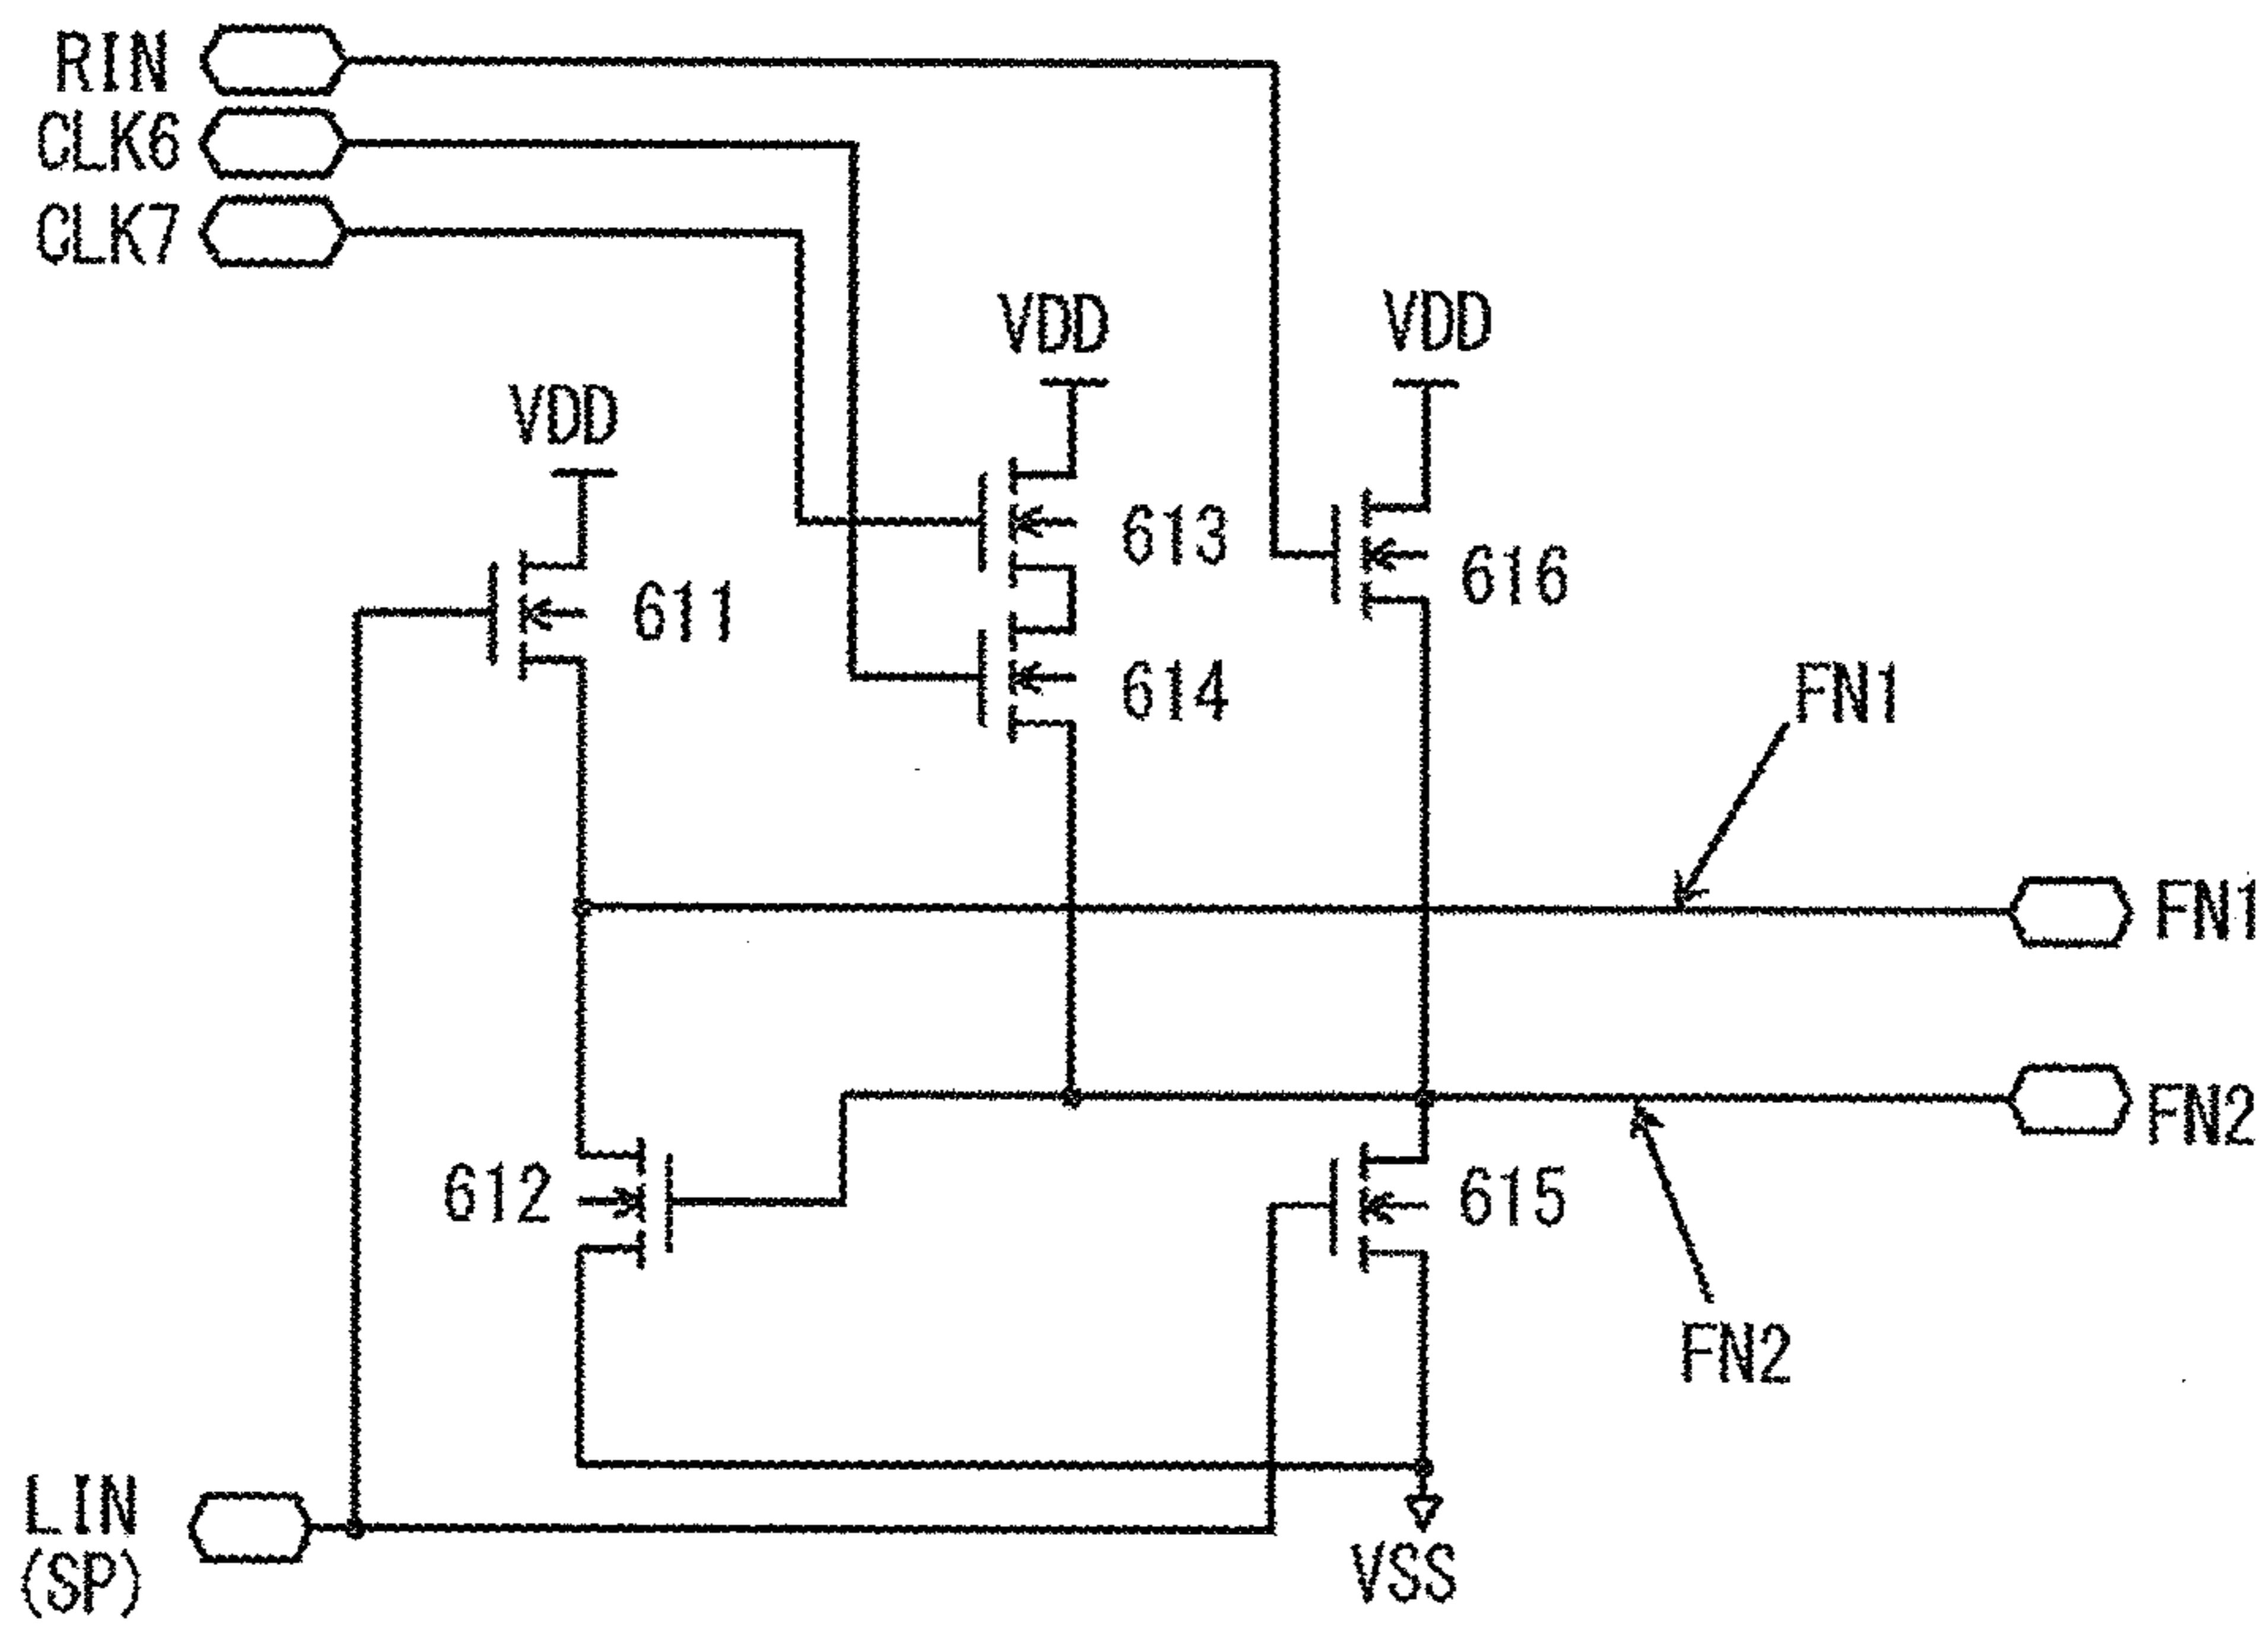 RIN
CLK6
CLK7
VDD
VDD
VDD
613
616
611
614
FN1
FN1
FN2
612
615
FN2
LIN
(SP)
VSS